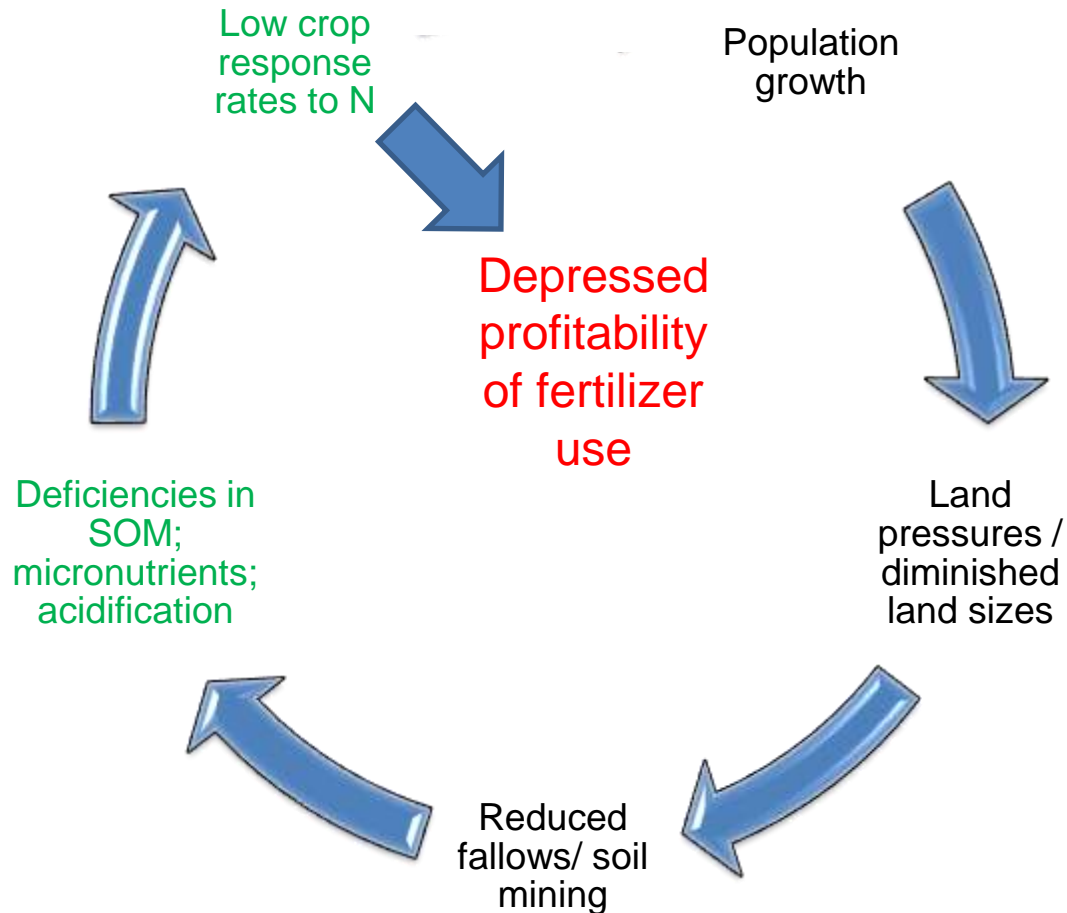 Low crop
response
rates to N
Population
growth
Depressed
profitability
of fertilizer
use
Land
pressures /
diminished
land sizes
Deficiencies in
SOM;
micronutrients;
acidification
Reduced
fallows/ soil
mining